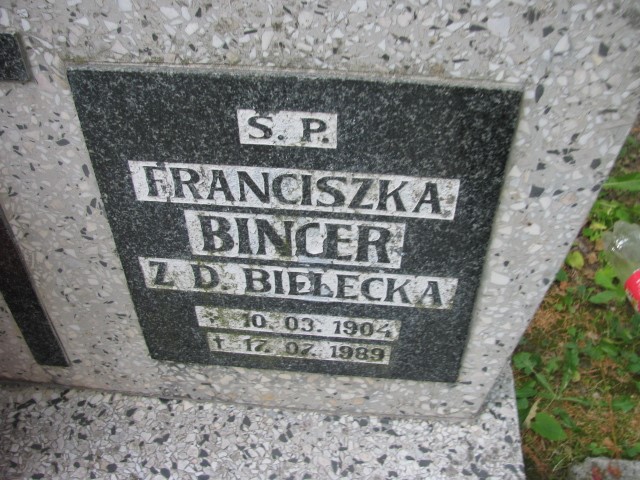 S. P.
FRANCISZKA
BINCER
Z D. BIELECKA
* 10. 03. 1904
† 17. 07. 1989